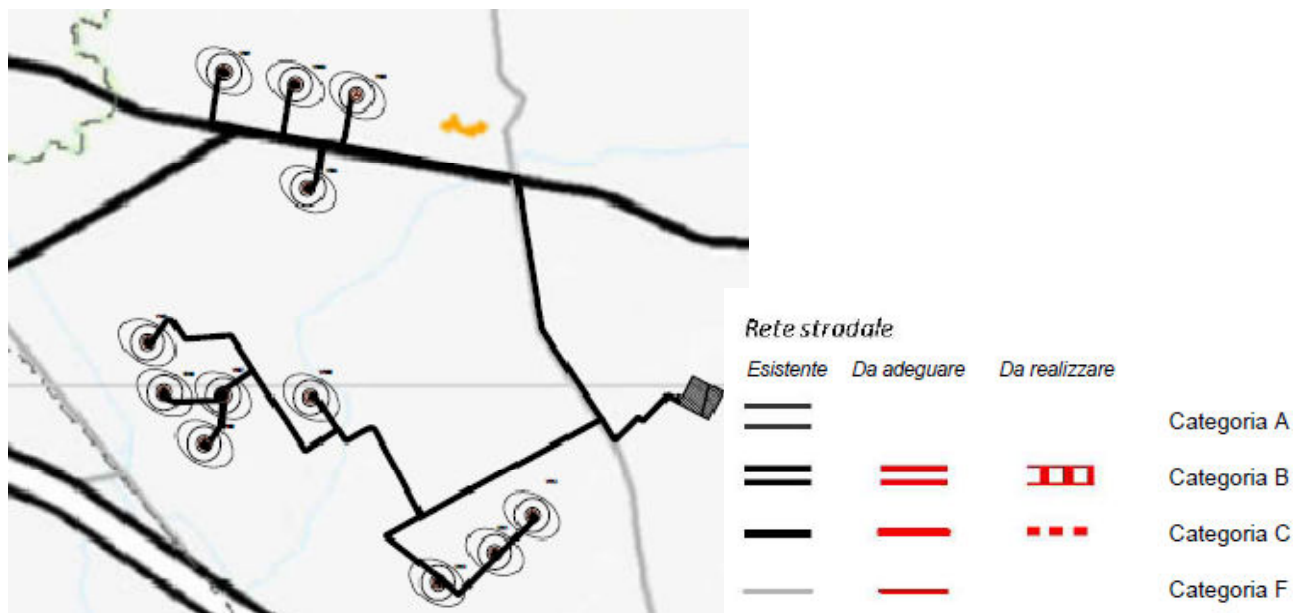 Rete stradale
Esistente Da adeguare Da realizzare
Categoria A
Categoria B
Categoria C
Categoria F